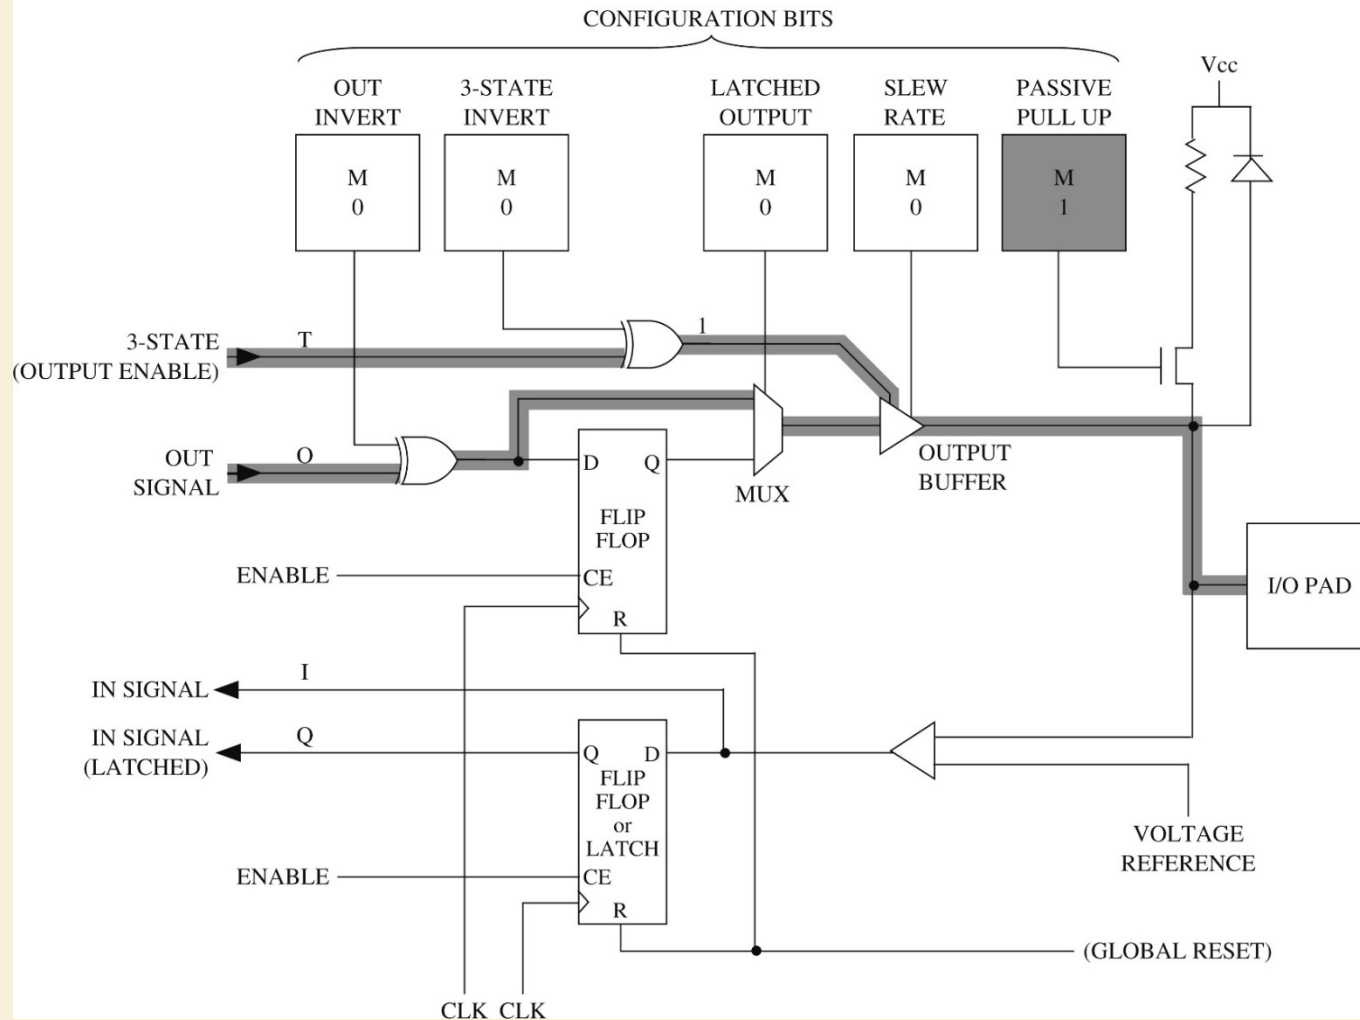 CONFIGURATION BITS
OUT
INVERT
3-STATE
INVERT
LATCHED
OUTPUT
SLEW
RATE
PASSIVE
PULL UP
Vcc
M
0
M
0
M
0
M
0
M
1
3-STATE
(OUTPUT ENABLE)
T
1
OUT
SIGNAL
O
D
Q
FLIP
FLOP
CE
R
MUX
OUTPUT
BUFFER
ENABLE
I/O PAD
IN SIGNAL
I
IN SIGNAL
(LATCHED)
Q
Q
D
FLIP
FLOP
or
LATCH
CE
R
ENABLE
VOLTAGE
REFERENCE
(GLOBAL RESET)
CLK
CLK